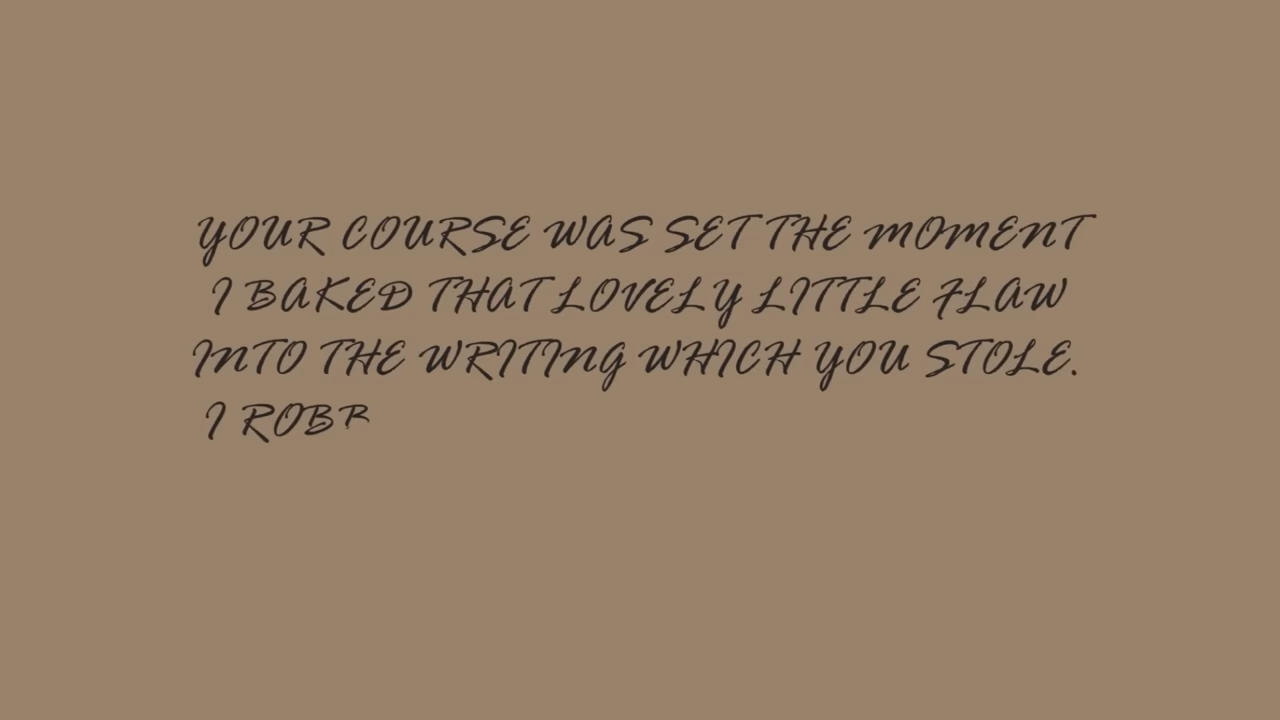 YOUR COURSE WAS SET THE MOMENT
I BAKED THAT LOVELY LITTLE FLAW
INTO THE WRITING WHICH YOU STOLE.
I ROBR